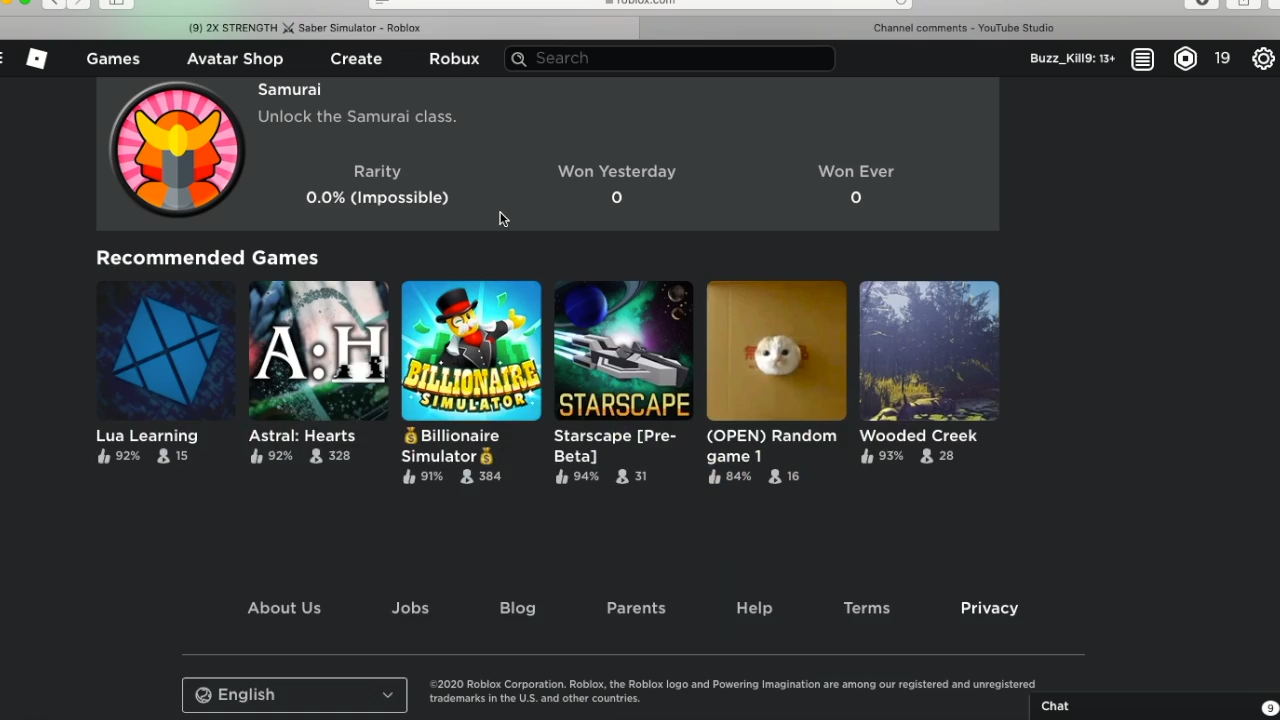 roblox.com
(9) 2X STRENGTH ⚔ Saber Simulator - Roblox
Channel comments - YouTube Studio
Games
Avatar Shop
Create
Robux
Search
Buzz_Kill9: 13+
19
Samurai
Unlock the Samurai class.
Rarity
Won Yesterday
Won Ever
0.0% (Impossible)
0
0
Recommended Games
A:H
BILLIONAIRE
SIMULATOR
STARSCAPE
Lua Learning
92% 15
Astral: Hearts
92% 328
💰Billionaire
Simulator💰
91% 384
Starscape [Pre-
Beta]
94% 31
(OPEN) Random
game 1
84% 16
Wooded Creek
93% 28
About Us
Jobs
Blog
Parents
Help
Terms
Privacy
English
©2020 Roblox Corporation. Roblox, the Roblox logo and Powering Imagination are among our registered and unregistered
trademarks in the U.S. and other countries.
Chat
9